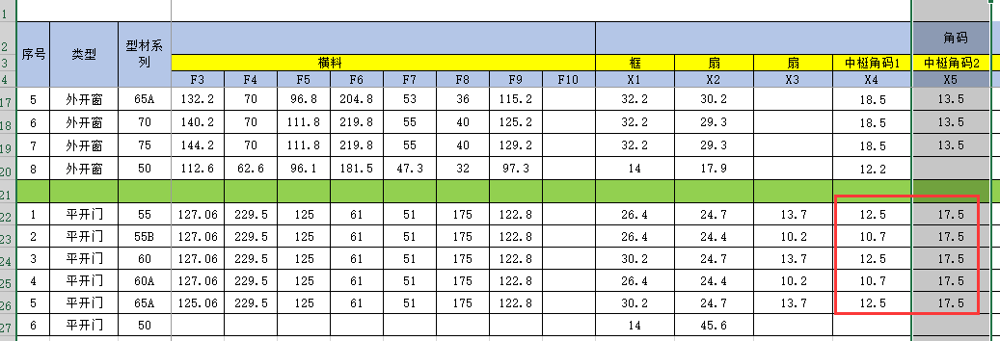 1
2 序号 类型 型材系列 角码
3 横料 框 扇 扇 中梃角码1 中梃角码2
4 F3 F4 F5 F6 F7 F8 F9 F10 X1 X2 X3 X4 X5
17 5 外开窗 65A 132.2 70 96.8 204.8 53 36 115.2 32.2 30.2 18.5 13.5
18 6 外开窗 70 140.2 70 111.8 219.8 55 40 125.2 32.2 29.3 18.5 13.5
19 7 外开窗 75 144.2 70 111.8 219.8 55 40 129.2 32.2 29.3 18.5 13.5
20 8 外开窗 50 112.6 62.6 96.1 181.5 47.3 32 97.3 14 17.9 12.2
21
22 1 平开门 55 127.06 229.5 125 61 51 175 122.8 26.4 24.7 13.7 12.5 17.5
23 2 平开门 55B 127.06 229.5 125 61 51 175 122.8 26.4 24.4 10.2 10.7 17.5
24 3 平开门 60 127.06 229.5 125 61 51 175 122.8 30.2 24.7 13.7 12.5 17.5
25 4 平开门 60A 127.06 229.5 125 61 51 175 122.8 26.4 24.4 10.2 10.7 17.5
26 5 平开门 65A 125.06 229.5 125 61 51 175 122.8 30.2 24.7 13.7 12.5 17.5
27 6 平开门 50 14 45.6